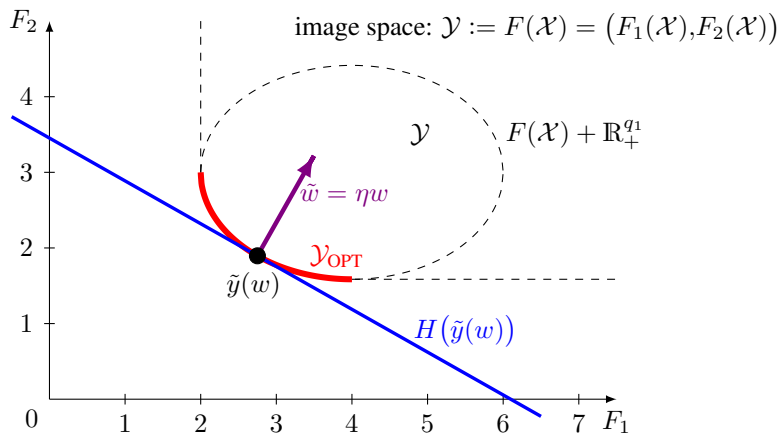 F₂
image space: 𝒴 := F(𝒳) = (F₁(𝒳),F₂(𝒳))
4
𝒴
F(𝒳) + ℝ₊^{q₁}
3
w̃ = ηw
2
𝒴_OPT
ỹ(w)
1
H(ỹ(w))
0
1 2 3 4 5 6 7 F₁